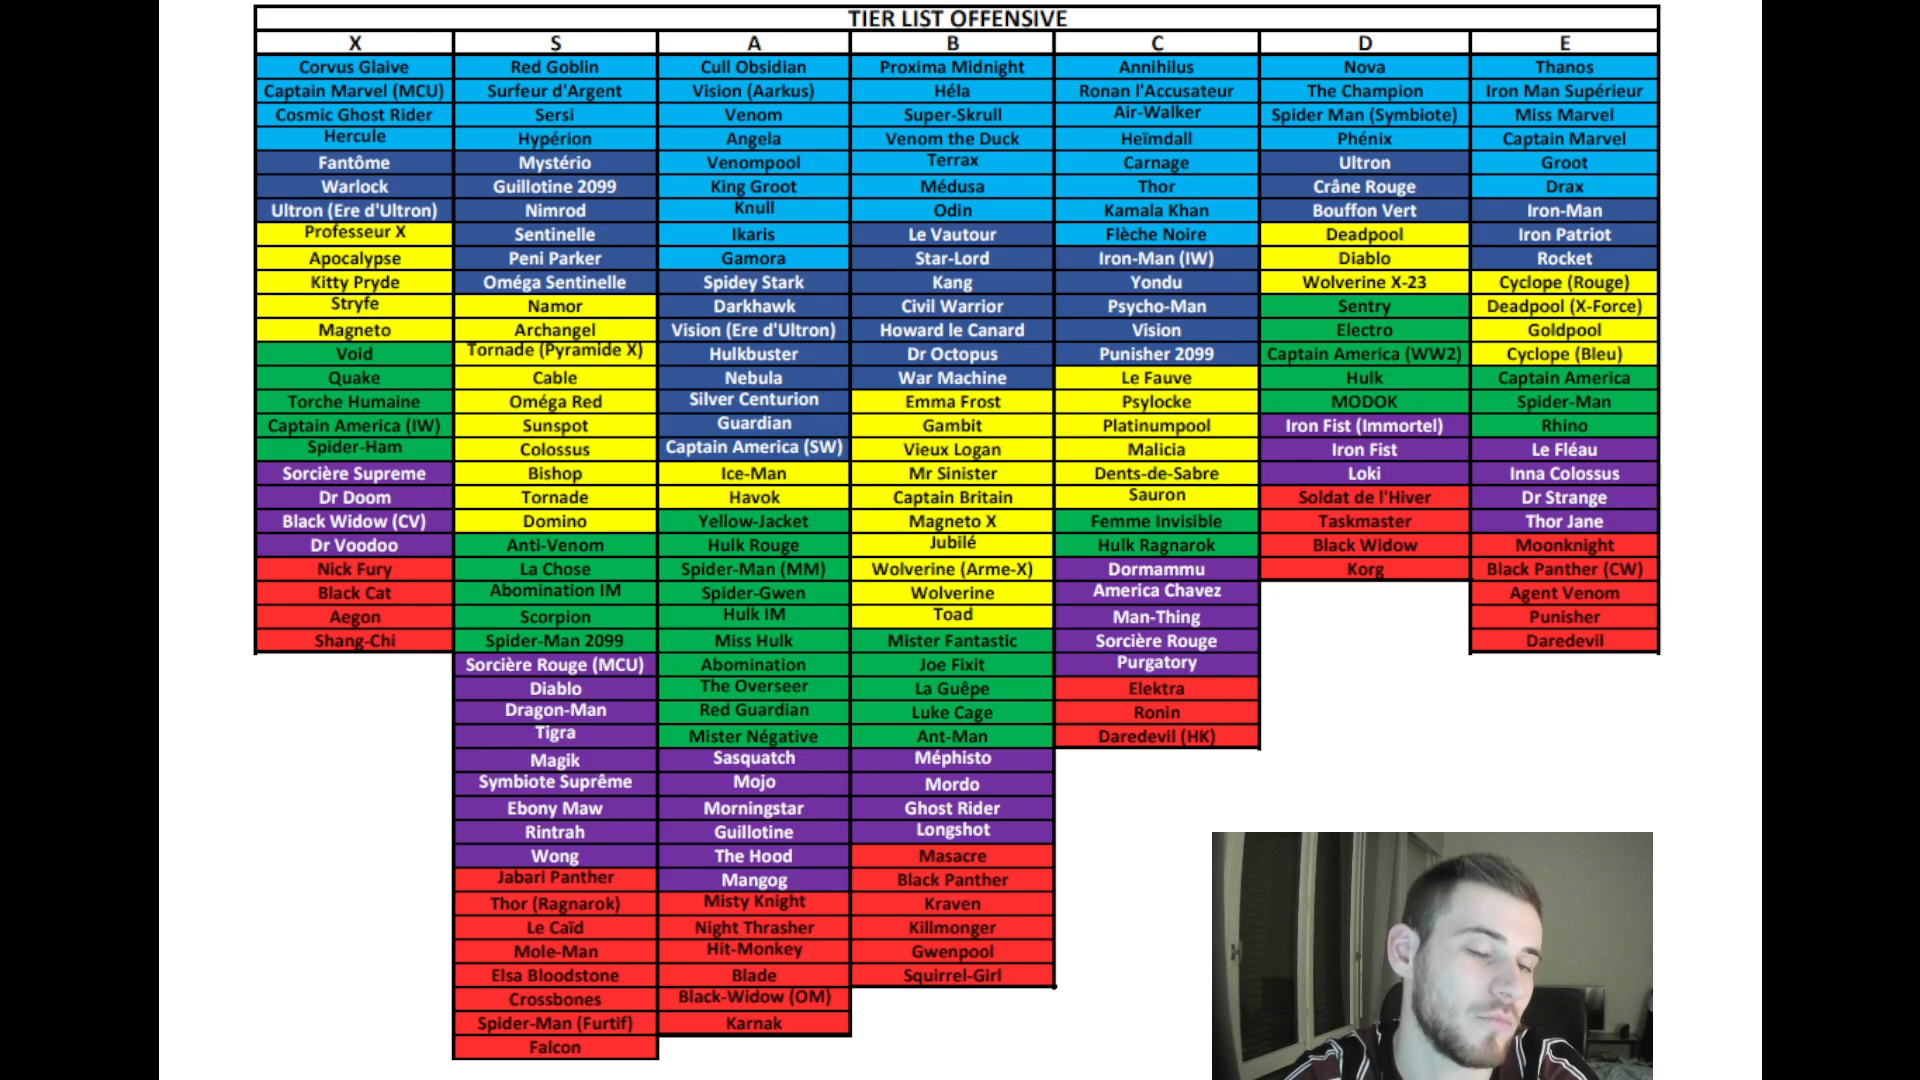 TIER LIST OFFENSIVE
X S A B C D E
Corvus Glaive Red Goblin Cull Obsidian Proxima Midnight Annihilus Nova Thanos
Captain Marvel (MCU) Surfeur d'Argent Vision (Aarkus) Héla Ronan l'Accusateur The Champion Iron Man Supérieur
Cosmic Ghost Rider Sersi Venom Super-Skrull Air-Walker Spider Man (Symbiote) Miss Marvel
Hercule Hypérion Angela Venom the Duck Heïmdall Phénix Captain Marvel
Fantôme Mystério Venompool Terrax Carnage Ultron Groot
Warlock Guillotine 2099 King Groot Médusa Thor Crâne Rouge Drax
Ultron (Ere d'Ultron) Nimrod Knull Odin Kamala Khan Bouffon Vert Iron-Man
Professeur X Sentinelle Ikaris Le Vautour Flèche Noire Deadpool Iron Patriot
Apocalypse Peni Parker Gamora Star-Lord Iron-Man (IW) Diablo Rocket
Kitty Pryde Oméga Sentinelle Spidey Stark Kang Yondu Wolverine X-23 Cyclope (Rouge)
Stryfe Namor Darkhawk Civil Warrior Psycho-Man Sentry Deadpool (X-Force)
Magneto Archangel Vision (Ere d'Ultron) Howard le Canard Vision Electro Goldpool
Void Tornade (Pyramide X) Hulkbuster Dr Octopus Punisher 2099 Captain America (WW2) Cyclope (Bleu)
Quake Cable Nebula War Machine Le Fauve Hulk Captain America
Torche Humaine Oméga Red Silver Centurion Emma Frost Psylocke MODOK Spider-Man
Captain America (IW) Sunspot Guardian Gambit Platinumpool Iron Fist (Immortel) Rhino
Spider-Ham Colossus Captain America (SW) Vieux Logan Malicia Iron Fist Le Fléau
Sorcière Supreme Bishop Ice-Man Mr Sinister Dents-de-Sabre Loki Inna Colossus
Dr Doom Tornade Havok Captain Britain Sauron Soldat de l'Hiver Dr Strange
Black Widow (CV) Domino Yellow-Jacket Magneto X Femme Invisible Taskmaster Thor Jane
Dr Voodoo Anti-Venom Hulk Rouge Jubilé Hulk Ragnarok Black Widow Moonknight
Nick Fury La Chose Spider-Man (MM) Wolverine (Arme-X) Dormammu Korg Black Panther (CW)
Black Cat Abomination IM Spider-Gwen Wolverine America Chavez Agent Venom
Aegon Scorpion Hulk IM Toad Man-Thing Punisher
Shang-Chi Spider-Man 2099 Miss Hulk Mister Fantastic Sorcière Rouge Daredevil
Sorcière Rouge (MCU) Abomination Joe Fixit Purgatory
Diablo The Overseer La Guêpe Elektra
Dragon-Man Red Guardian Luke Cage Ronin
Tigra Mister Négative Ant-Man Daredevil (HK)
Magik Sasquatch Méphisto
Symbiote Suprême Mojo Mordo
Ebony Maw Morningstar Ghost Rider
Rintrah Guillotine Longshot
Wong The Hood Masacre
Jabari Panther Mangog Black Panther
Thor (Ragnarok) Misty Knight Kraven
Le Caïd Night Thrasher Killmonger
Mole-Man Hit-Monkey Gwenpool
Elsa Bloodstone Blade Squirrel-Girl
Crossbones Black-Widow (OM)
Spider-Man (Furtif) Karnak
Falcon